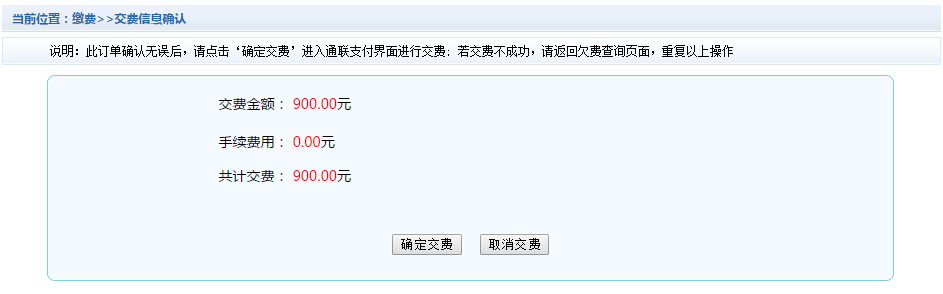 当前位置：缴费>>交费信息确认
说明：此订单确认无误后，请点击‘确定交费’进入通联支付界面进行交费；若交费不成功，请返回欠费查询页面，重复以上操作
交费金额： 900.00元
手续费用： 0.00元
共计交费： 900.00元
确定交费 取消交费